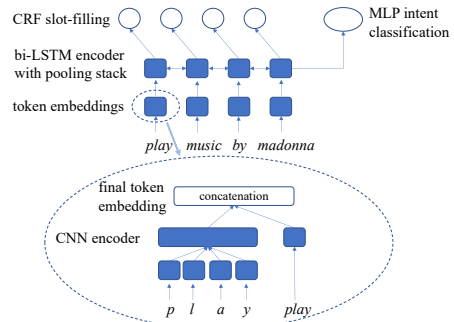 CRF slot-filling
MLP intent
classification
bi-LSTM encoder
with pooling stack
token embeddings
play music by madonna
final token
embedding
concatenation
CNN encoder
p l a y play